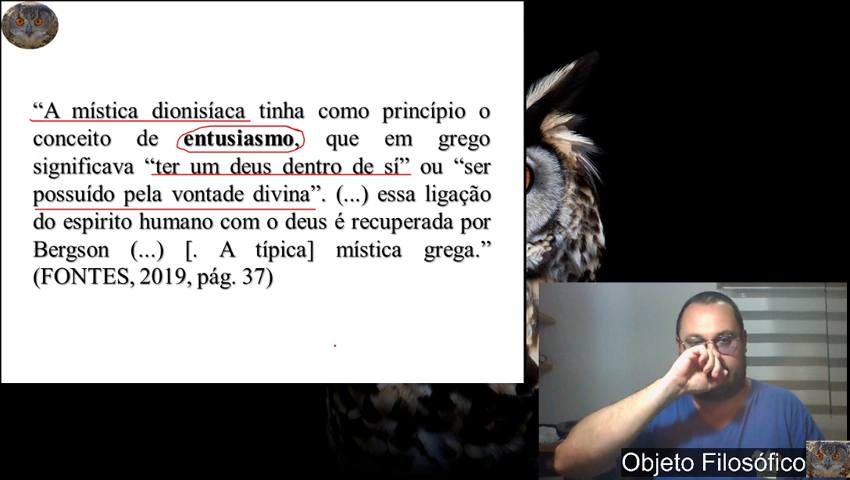 “A mística dionisíaca tinha como princípio o
conceito de entusiasmo, que em grego
significava “ter um deus dentro de sí” ou “ser
possuído pela vontade divina”. (...) essa ligação
do espirito humano com o deus é recuperada por
Bergson (...) [. A típica] mística grega.”
(FONTES, 2019, pág. 37)
Objeto Filosófico